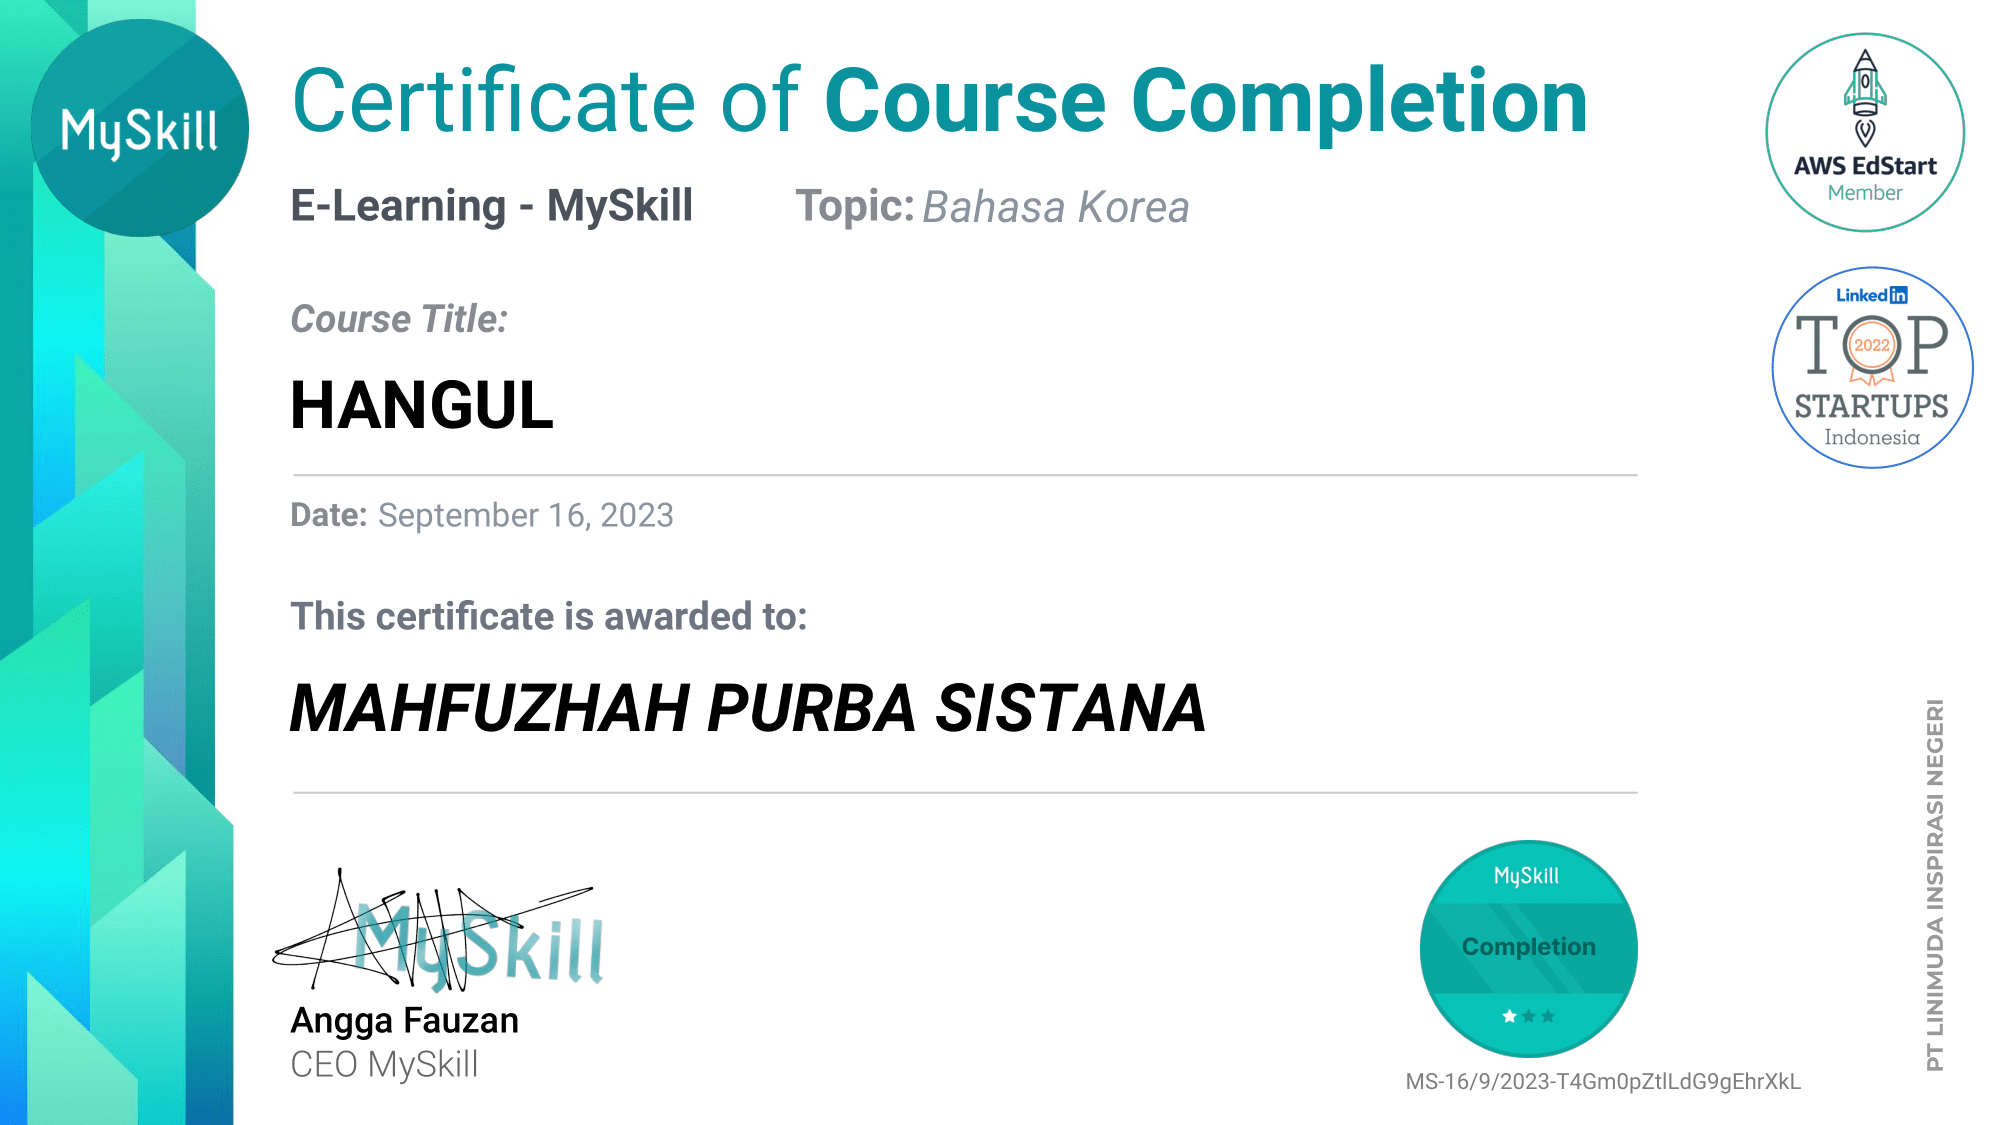 MySkill
Certificate of Course Completion
E-Learning - MySkill
Topic: Bahasa Korea
AWS EdStart
Member
Course Title:
HANGUL
LinkedIn
TOP
2022
STARTUPS
Indonesia
Date: September 16, 2023
This certificate is awarded to:
MAHFUZHAH PURBA SISTANA
MySkill
Angga Fauzan
CEO MySkill
MySkill
Completion
MS-16/9/2023-T4Gm0pZtlLdG9gEhrXkL
PT LINIMUDA INSPIRASI NEGERI